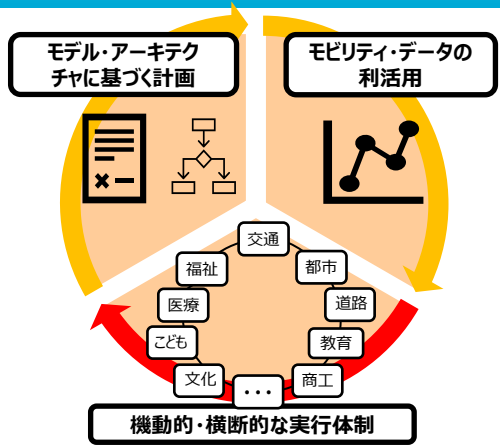 モデル・アーキテク
チャに基づく計画
モビリティ・データの
利活用
交通
福祉
都市
医療
道路
こども
教育
文化
商工
・・・
機動的・横断的な実行体制